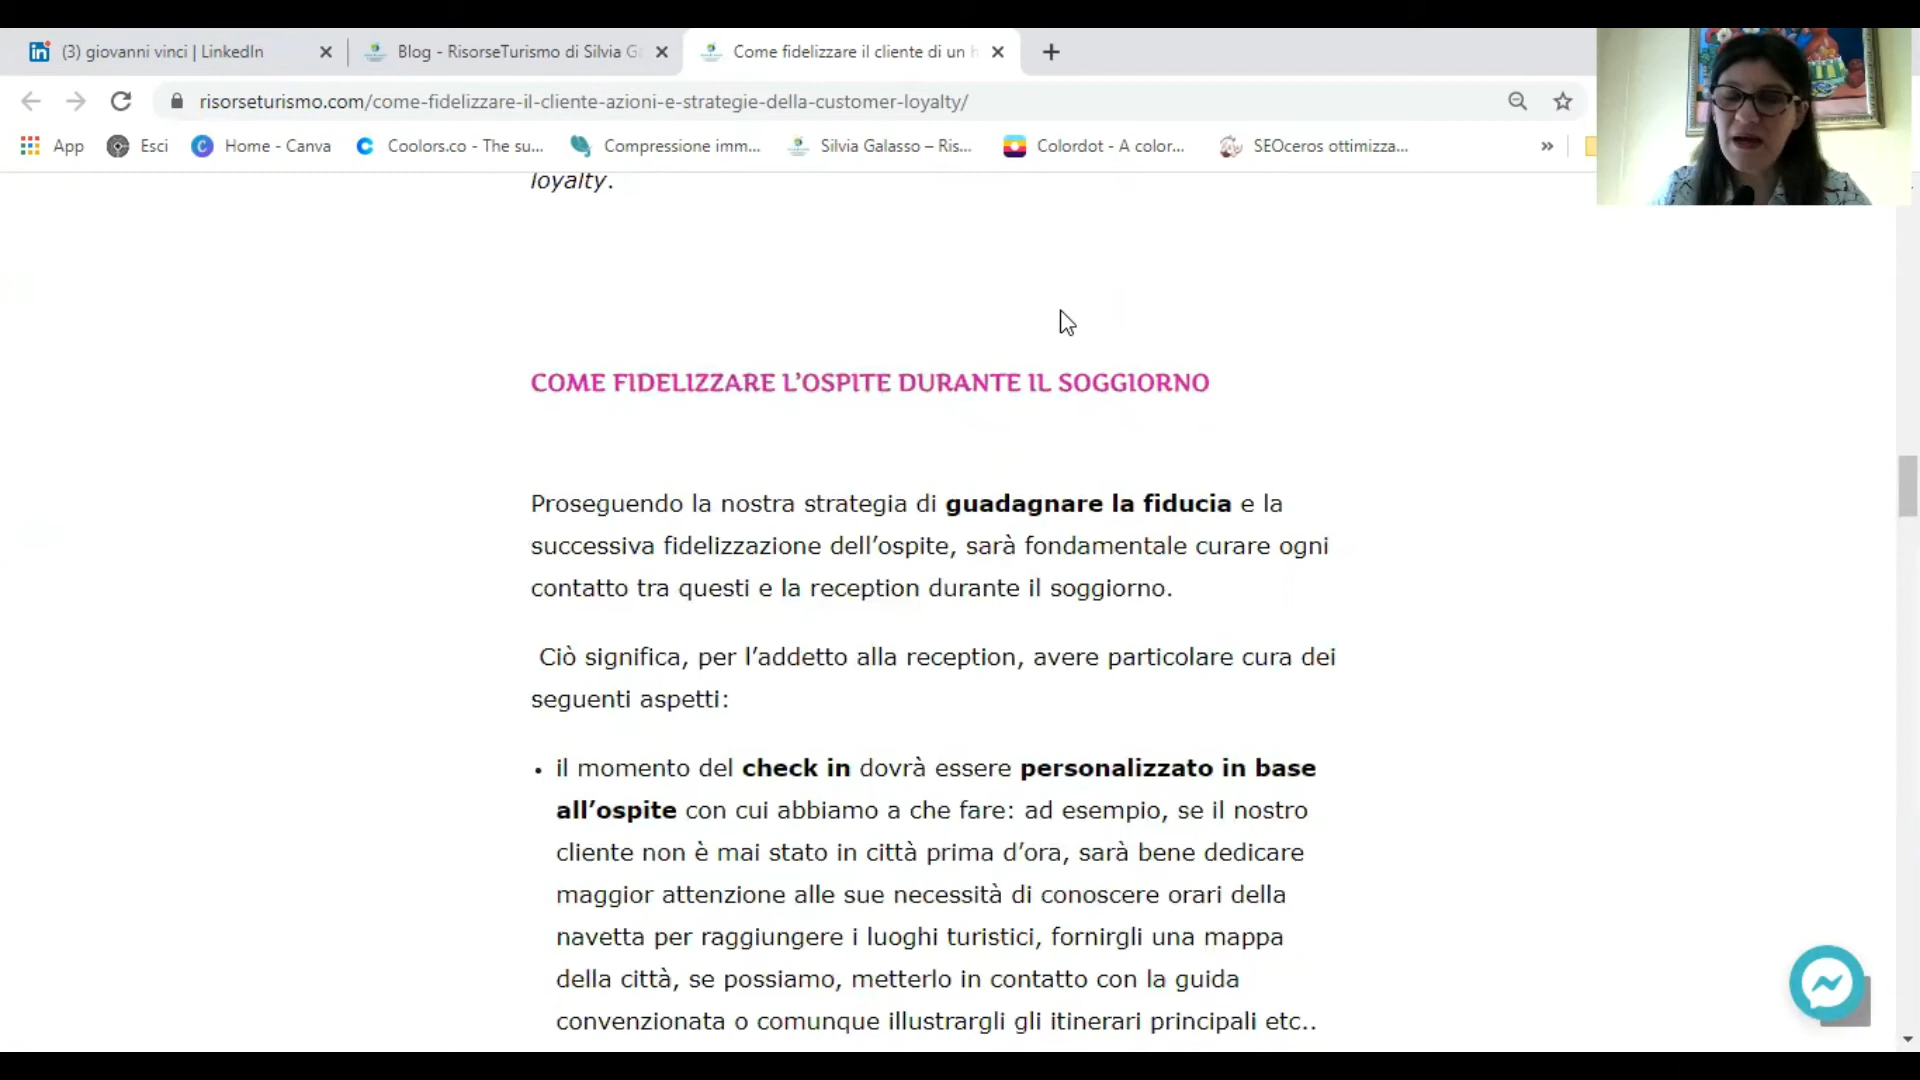 (3) giovanni vinci | LinkedIn
Blog - RisorseTurismo di Silvia G
Come fidelizzare il cliente di un h
risorseturismo.com/come-fidelizzare-il-cliente-azioni-e-strategie-della-customer-loyalty/
App
Esci
Home - Canva
Coolors.co - The su...
Compressione imm...
Silvia Galasso – Ris...
Colordot - A color...
SEOceros ottimizza...
loyalty.
COME FIDELIZZARE L’OSPITE DURANTE IL SOGGIORNO
Proseguendo la nostra strategia di guadagnare la fiducia e la
successiva fidelizzazione dell’ospite, sarà fondamentale curare ogni
contatto tra questi e la reception durante il soggiorno.
Ciò significa, per l’addetto alla reception, avere particolare cura dei
seguenti aspetti:
• il momento del check in dovrà essere personalizzato in base
all’ospite con cui abbiamo a che fare: ad esempio, se il nostro
cliente non è mai stato in città prima d’ora, sarà bene dedicare
maggior attenzione alle sue necessità di conoscere orari della
navetta per raggiungere i luoghi turistici, fornirgli una mappa
della città, se possiamo, metterlo in contatto con la guida
convenzionata o comunque illustrargli gli itinerari principali etc..